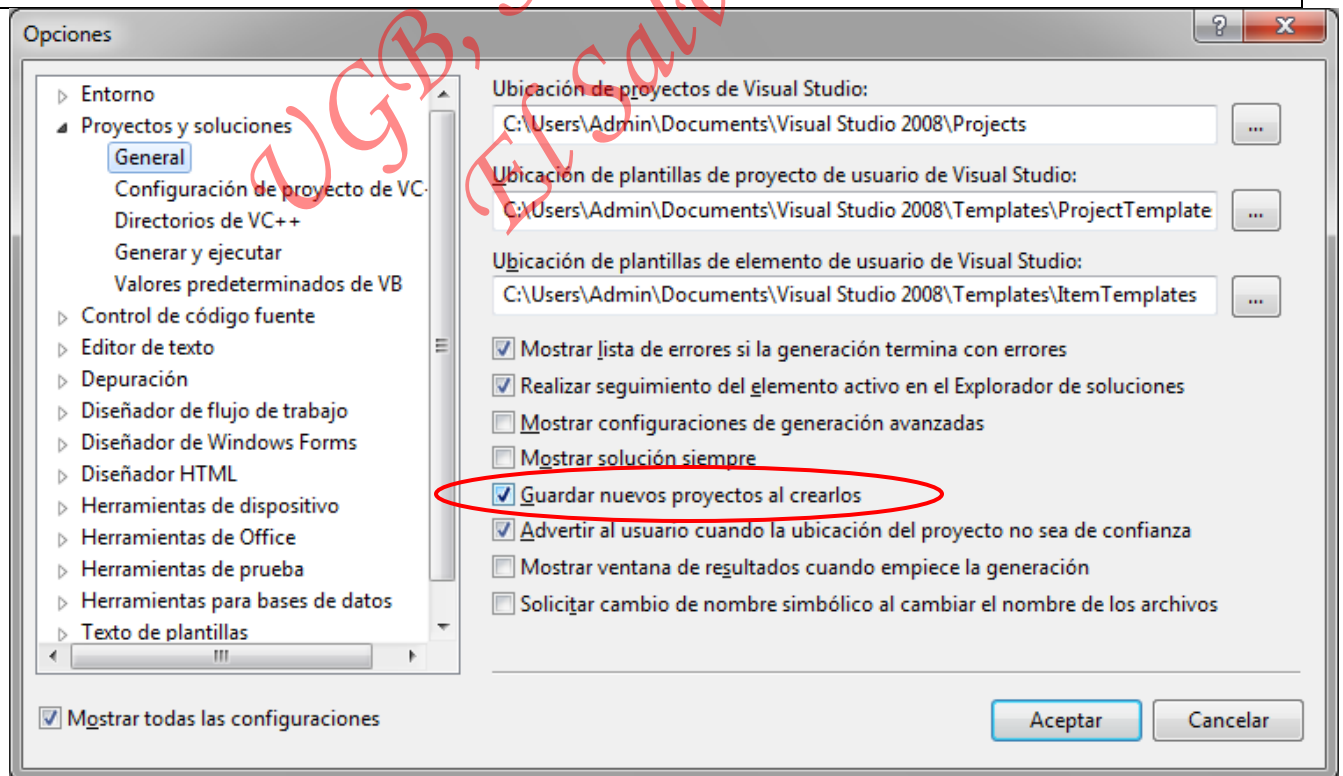 Opciones
Entorno
Proyectos y soluciones
General
Configuración de proyecto de VC
Directorios de VC++
Generar y ejecutar
Valores predeterminados de VB
Control de código fuente
Editor de texto
Depuración
Diseñador de flujo de trabajo
Diseñador de Windows Forms
Diseñador HTML
Herramientas de dispositivo
Herramientas de Office
Herramientas de prueba
Herramientas para bases de datos
Texto de plantillas
Mostrar todas las configuraciones
Ubicación de proyectos de Visual Studio:
C:\Users\Admin\Documents\Visual Studio 2008\Projects
...
Ubicación de plantillas de proyecto de usuario de Visual Studio:
C:\Users\Admin\Documents\Visual Studio 2008\Templates\ProjectTemplate
...
Ubicación de plantillas de elemento de usuario de Visual Studio:
C:\Users\Admin\Documents\Visual Studio 2008\Templates\ItemTemplates
...
Mostrar lista de errores si la generación termina con errores
Realizar seguimiento del elemento activo en el Explorador de soluciones
Mostrar configuraciones de generación avanzadas
Mostrar solución siempre
Guardar nuevos proyectos al crearlos
Advertir al usuario cuando la ubicación del proyecto no sea de confianza
Mostrar ventana de resultados cuando empiece la generación
Solicitar cambio de nombre simbólico al cambiar el nombre de los archivos
Aceptar
Cancelar
UGB,
El Salv